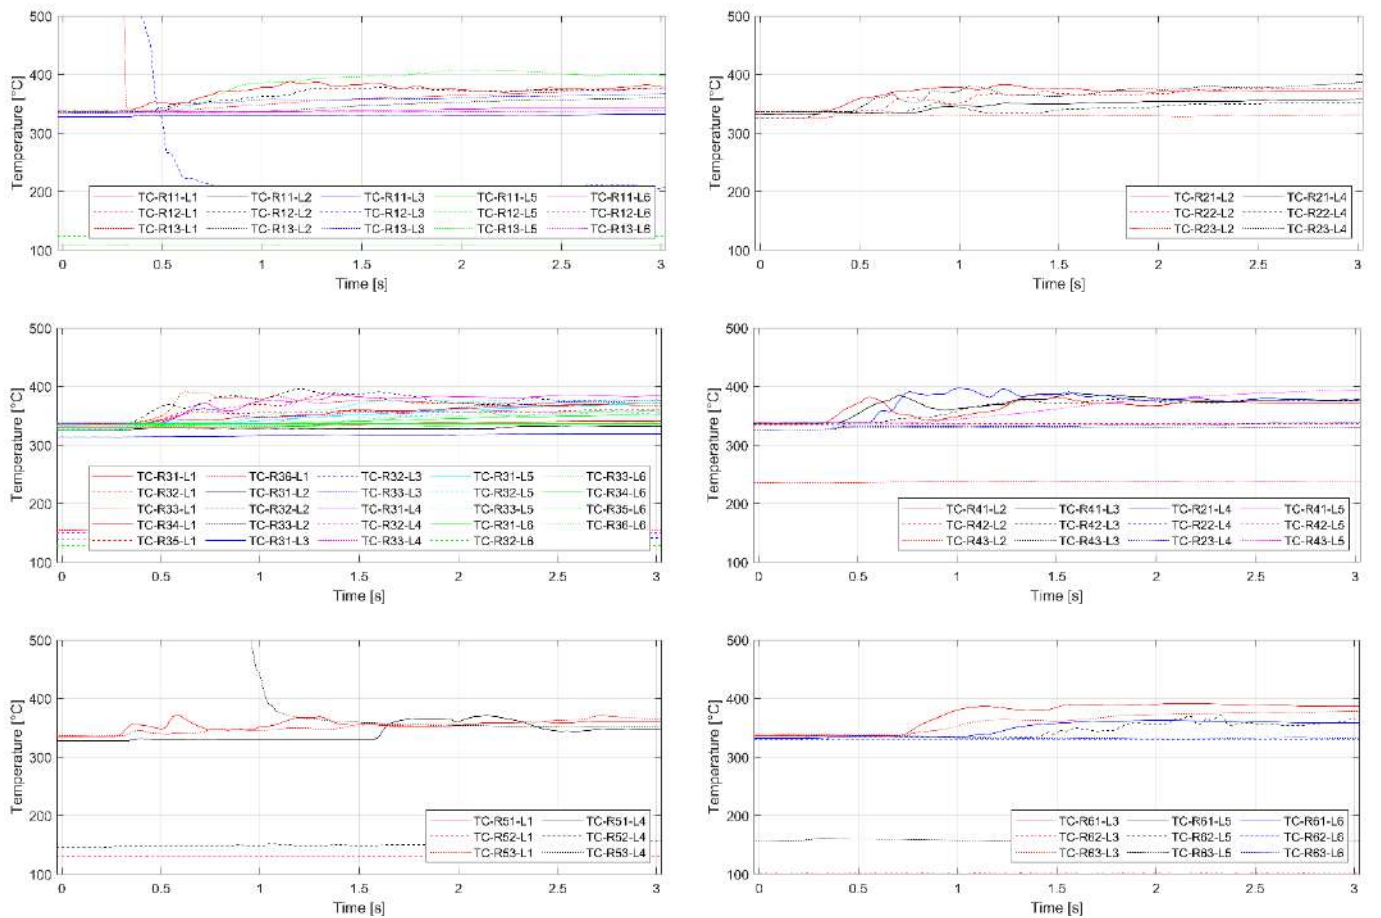 Temperature [°C]
500
400
300
200
100
TC-R11-L1 TC-R11-L2 TC-R11-L3 TC-R11-L5 TC-R11-L6
TC-R12-L1 TC-R12-L2 TC-R12-L3 TC-R12-L5 TC-R12-L6
TC-R13-L1 TC-R13-L2 TC-R13-L3 TC-R13-L5 TC-R13-L6
0 0.5 1 1.5 2 2.5 3
Time [s]
Temperature [°C]
500
400
300
200
100
TC-R21-L2 TC-R21-L4
TC-R22-L2 TC-R22-L4
TC-R23-L2 TC-R23-L4
0 0.5 1 1.5 2 2.5 3
Time [s]
Temperature [°C]
500
400
300
200
100
TC-R31-L1 TC-R36-L1 TC-R32-L3 TC-R31-L5 TC-R33-L6
TC-R32-L1 TC-R31-L2 TC-R33-L3 TC-R32-L5 TC-R34-L6
TC-R33-L1 TC-R32-L2 TC-R31-L4 TC-R33-L5 TC-R35-L6
TC-R34-L1 TC-R33-L2 TC-R32-L4 TC-R31-L6 TC-R36-L6
TC-R35-L1 TC-R31-L3 TC-R33-L4 TC-R32-L6
0 0.5 1 1.5 2 2.5 3
Time [s]
Temperature [°C]
500
400
300
200
100
TC-R41-L2 TC-R41-L3 TC-R21-L4 TC-R41-L5
TC-R42-L2 TC-R42-L3 TC-R22-L4 TC-R42-L5
TC-R43-L2 TC-R43-L3 TC-R23-L4 TC-R43-L5
0 0.5 1 1.5 2 2.5 3
Time [s]
Temperature [°C]
500
400
300
200
100
TC-R51-L1 TC-R51-L4
TC-R52-L1 TC-R52-L4
TC-R53-L1 TC-R53-L4
0 0.5 1 1.5 2 2.5 3
Time [s]
Temperature [°C]
500
400
300
200
100
TC-R61-L3 TC-R61-L5 TC-R61-L6
TC-R62-L3 TC-R62-L5 TC-R62-L6
TC-R63-L3 TC-R63-L5 TC-R63-L6
0 0.5 1 1.5 2 2.5 3
Time [s]